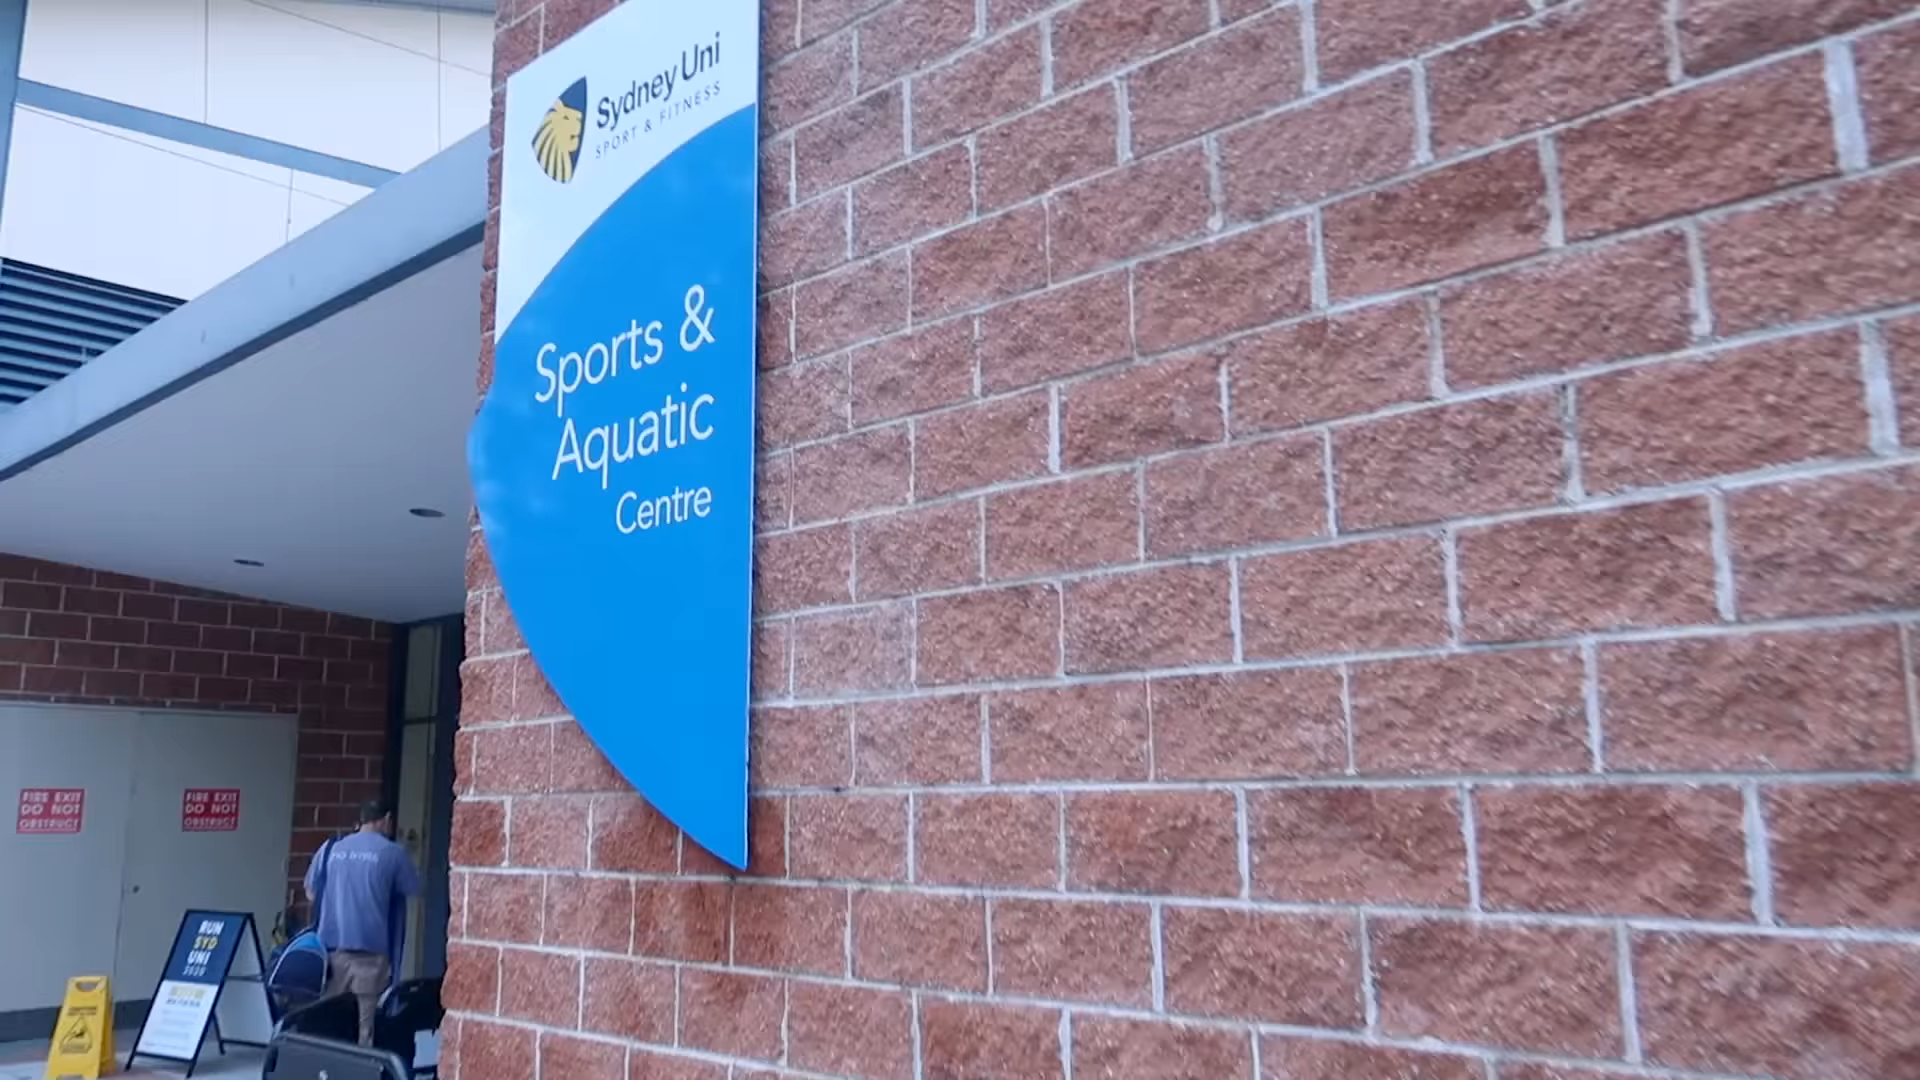 Sydney Uni
SPORT & FITNESS
Sports &
Aquatic
Centre
FIRE EXIT
DO NOT
OBSTRUCT
FIRE EXIT
DO NOT
OBSTRUCT
RUN
SYD
UNI
2020